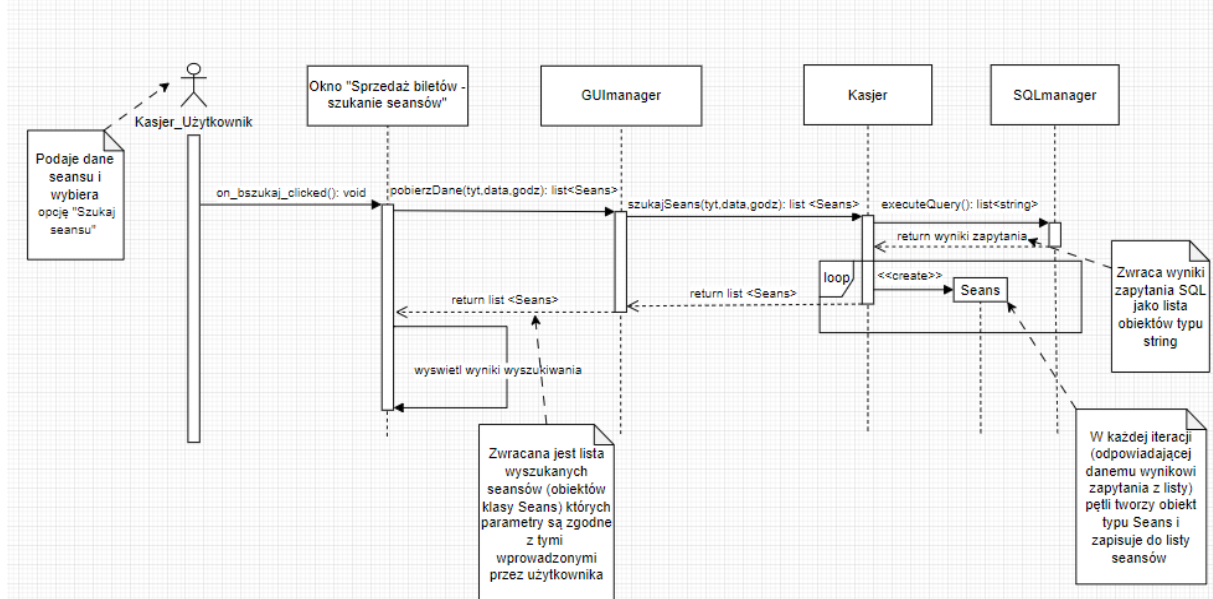 Okno "Sprzedaż biletów -
szukanie seansów"
GUImanager
Kasjer
SQLmanager
Kasjer_Użytkownik
Podaje dane
seansu i
wybiera
opcję "Szukaj
seansu"
on_bszukaj_clicked(): void
pobierzDane(tyt,data,godz): list<Seans>
szukajSeans(tyt,data,godz): list <Seans>
executeQuery(): list<string>
return wyniki zapytania
loop
<<create>>
Seans
return list <Seans>
return list <Seans>
Zwraca wyniki
zapytania SQL
jako lista
obiektów typu
string
wyswietl wyniki wyszukiwania
Zwracana jest lista
wyszukanych
seansów (obiektów
klasy Seans) których
parametry są zgodne
z tymi
wprowadzonymi
przez użytkownika
W każdej iteracji
(odpowiadającej
danemu wynikowi
zapytania z listy)
pętli tworzy obiekt
typu Seans i
zapisuje do listy
seansów